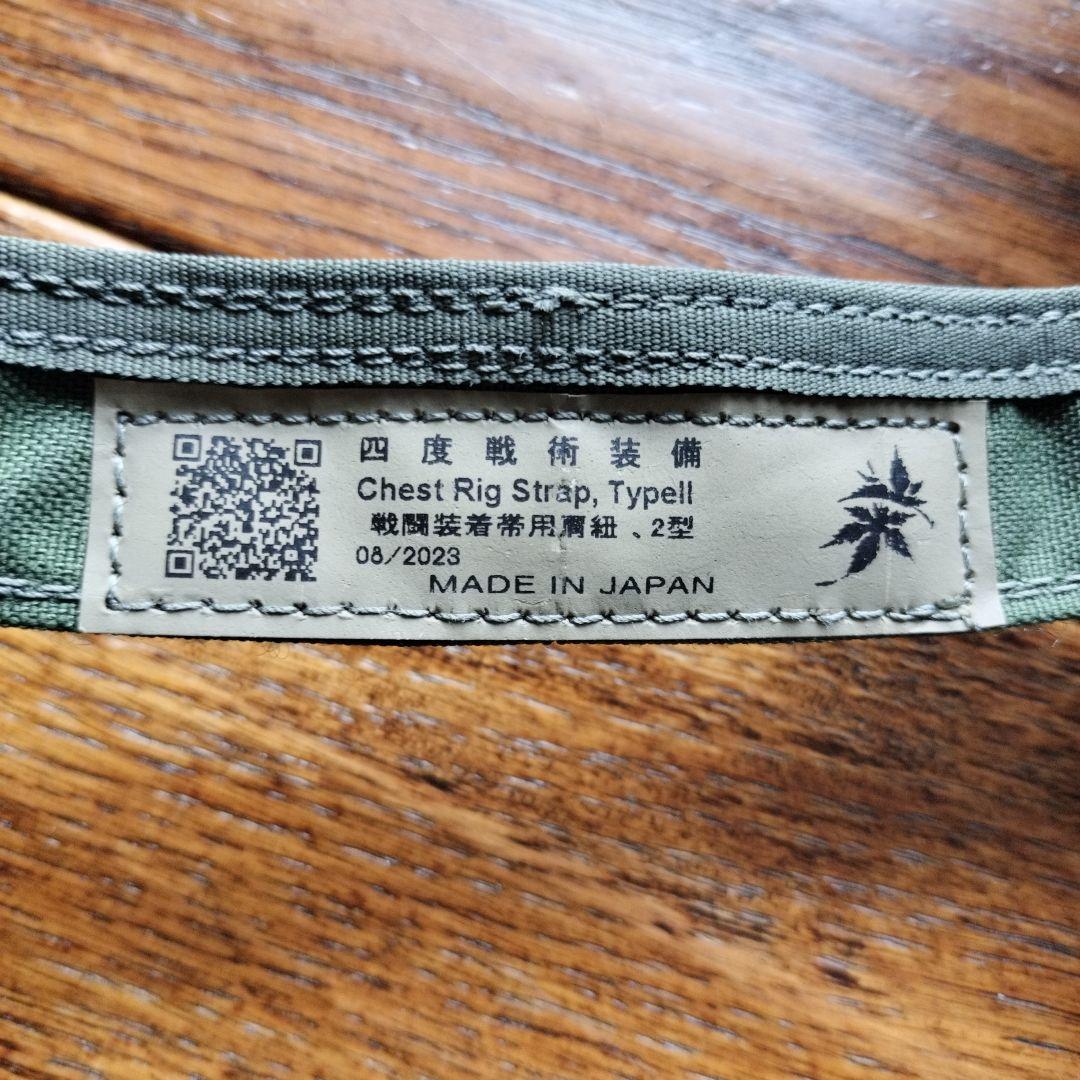 四度戦術装備
Chest Rig Strap, TypeII
戦闘装着帯用肩紐、2型
08/2023
MADE IN JAPAN